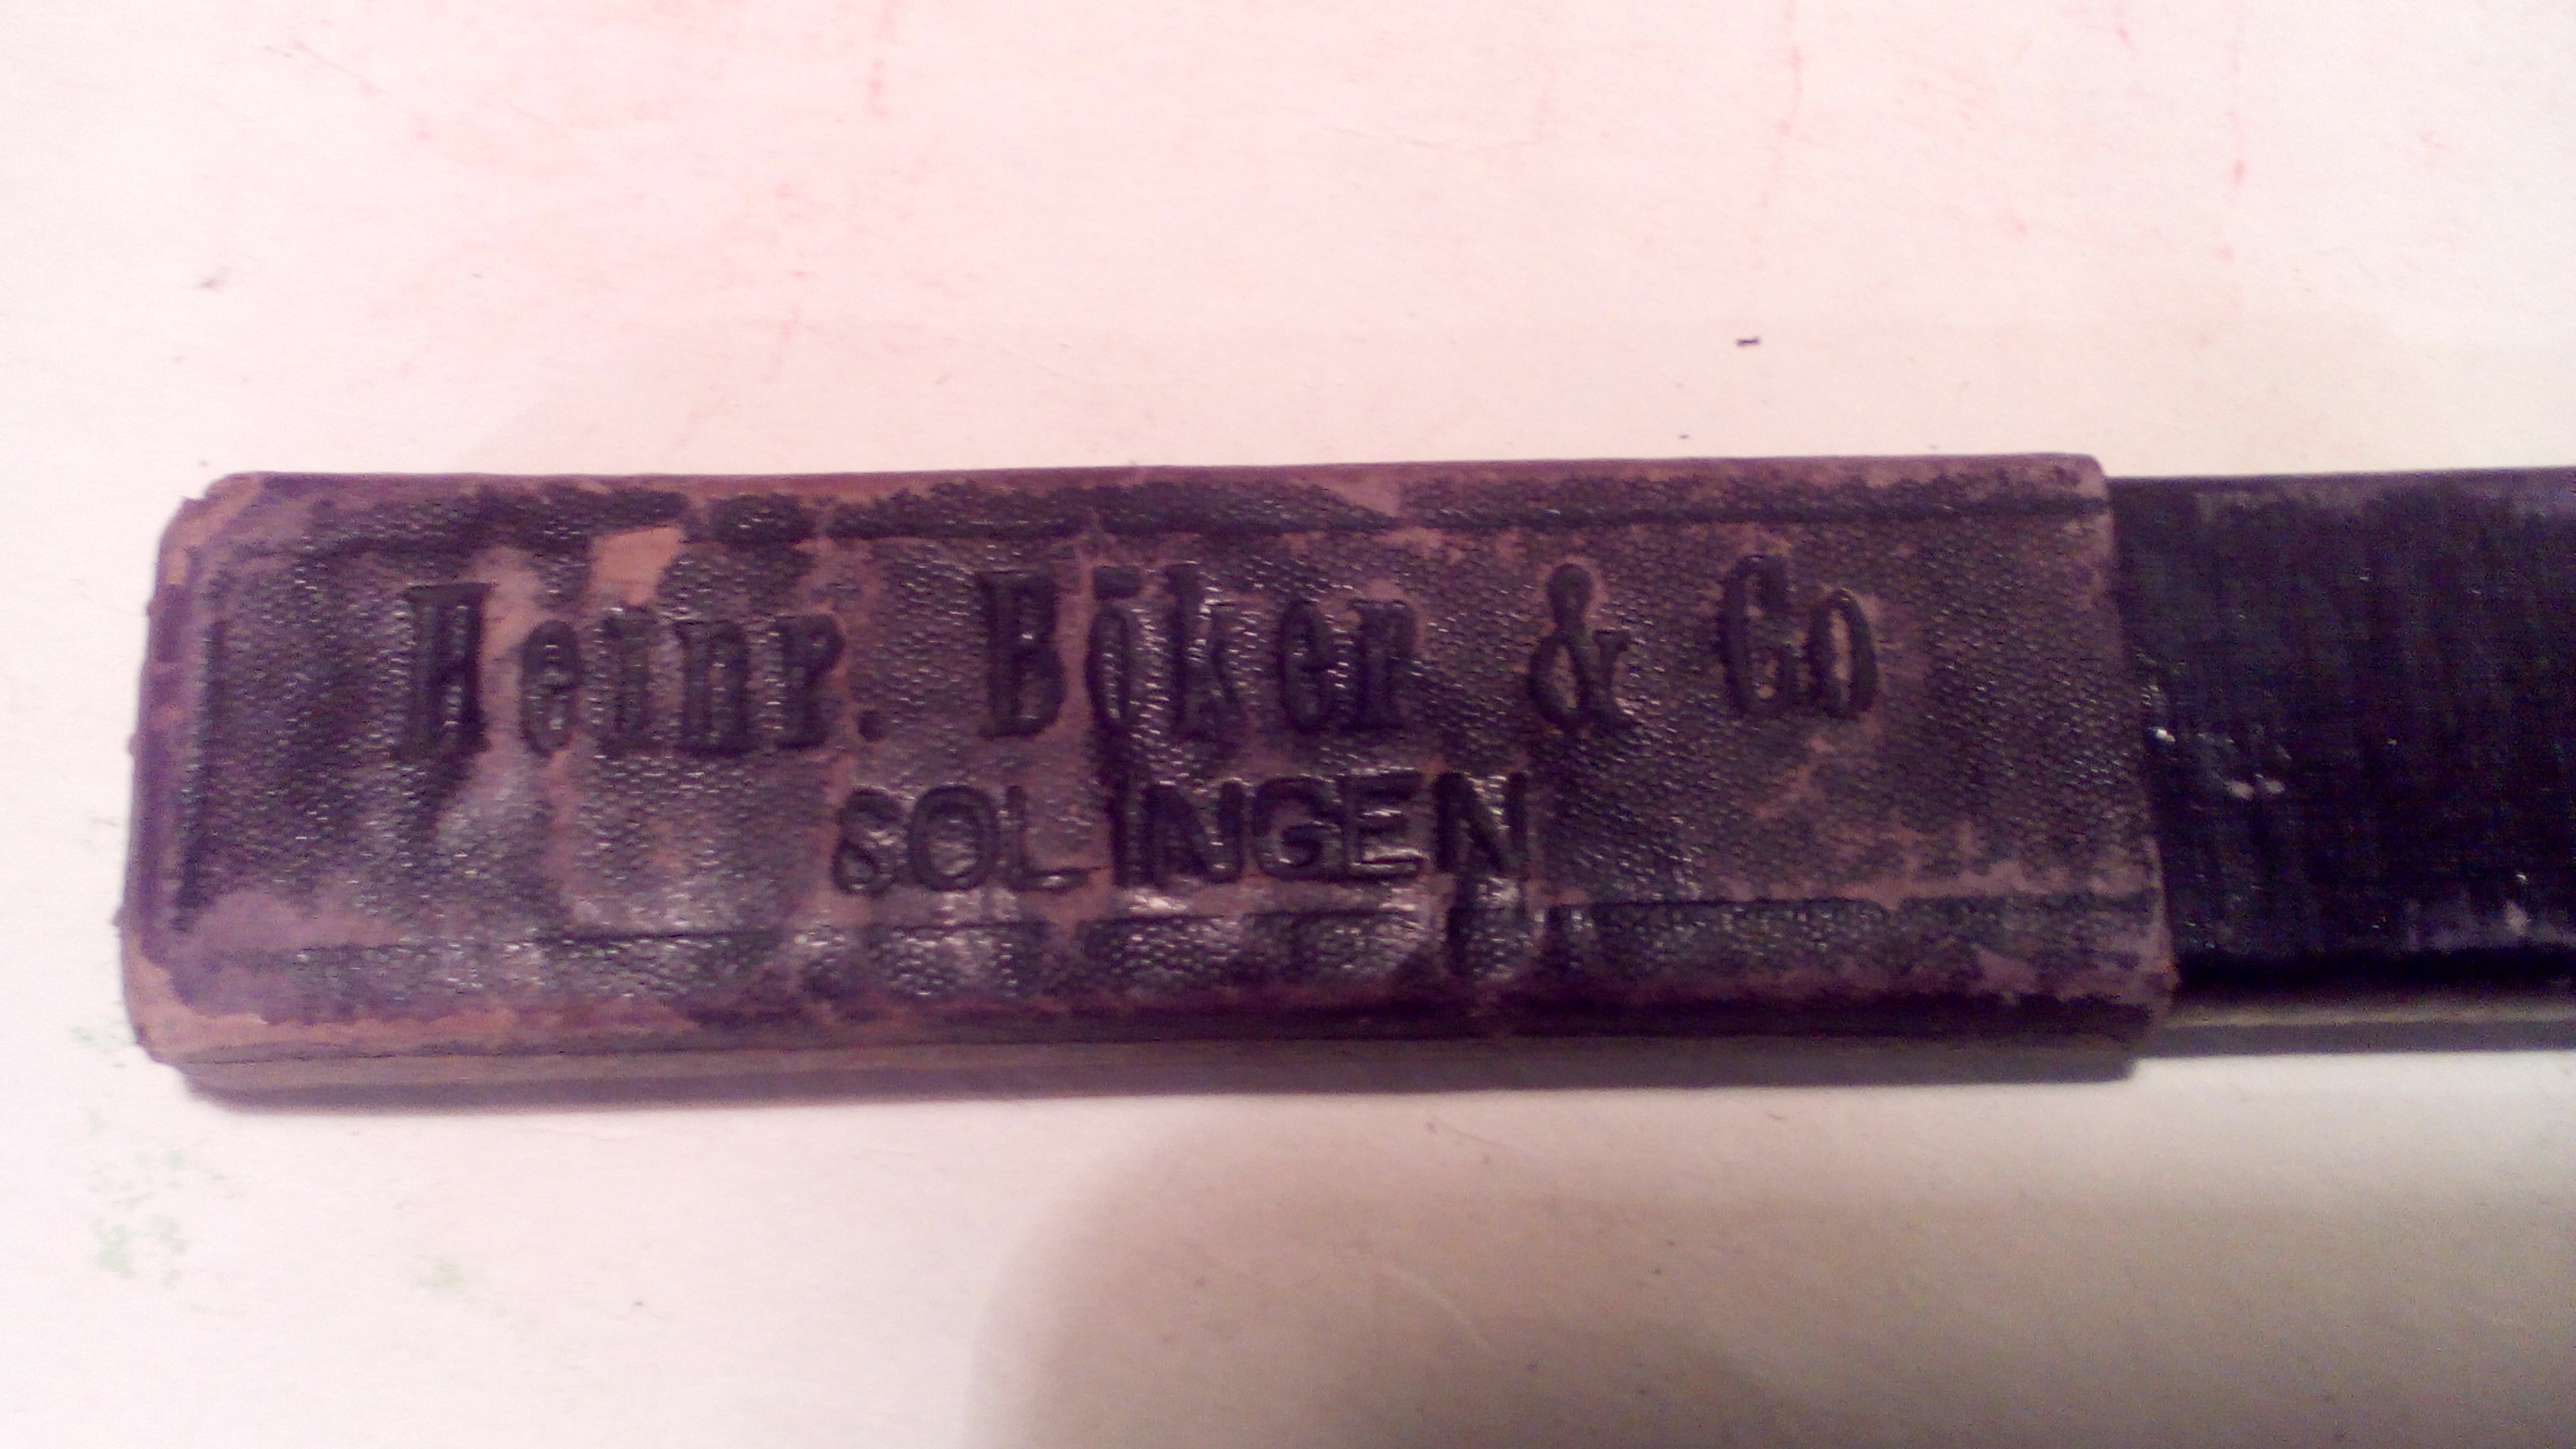 Heinr. Böker & Co
SOLINGEN